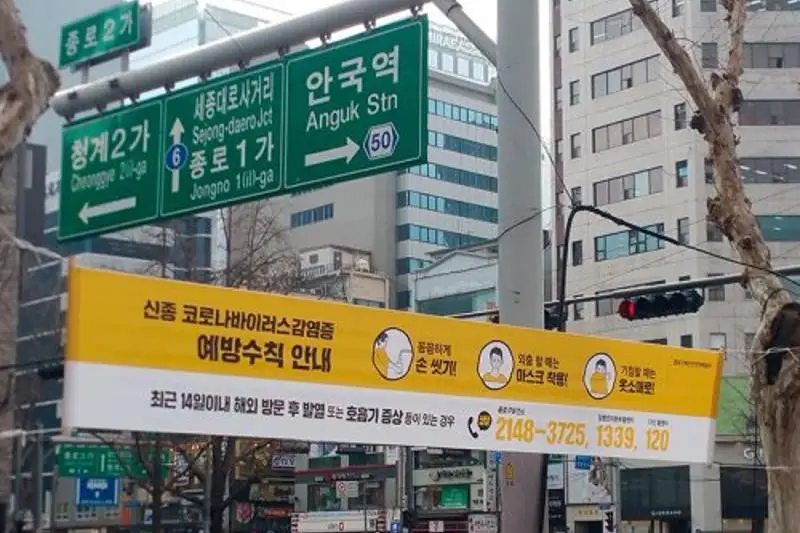 종로2가
청계2가
Cheonggye 2(i)-ga
세종대로사거리
Sejong-daeroJct
6
종로1가
Jongno 1(il)-ga
안국역
Anguk Stn
50
신종 코로나바이러스감염증
예방수칙 안내
꼼꼼하게
손 씻기!
외출 할 때는
마스크 착용!
기침할 때는
옷소매로!
최근 14일이내 해외 방문 후 발열 또는 호흡기 증상 등이 있는 경우
2148-3725, 1339, 120